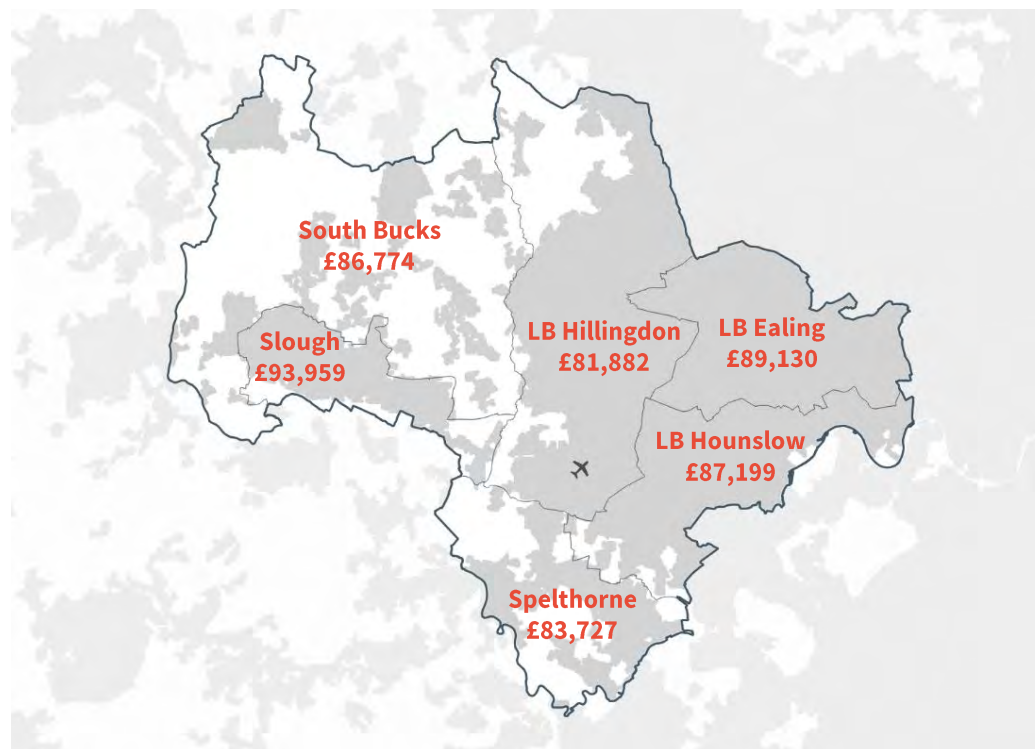 South Bucks
£86,774
Slough
£93,959
LB Hillingdon
£81,882
LB Ealing
£89,130
LB Hounslow
£87,199
Spelthorne
£83,727